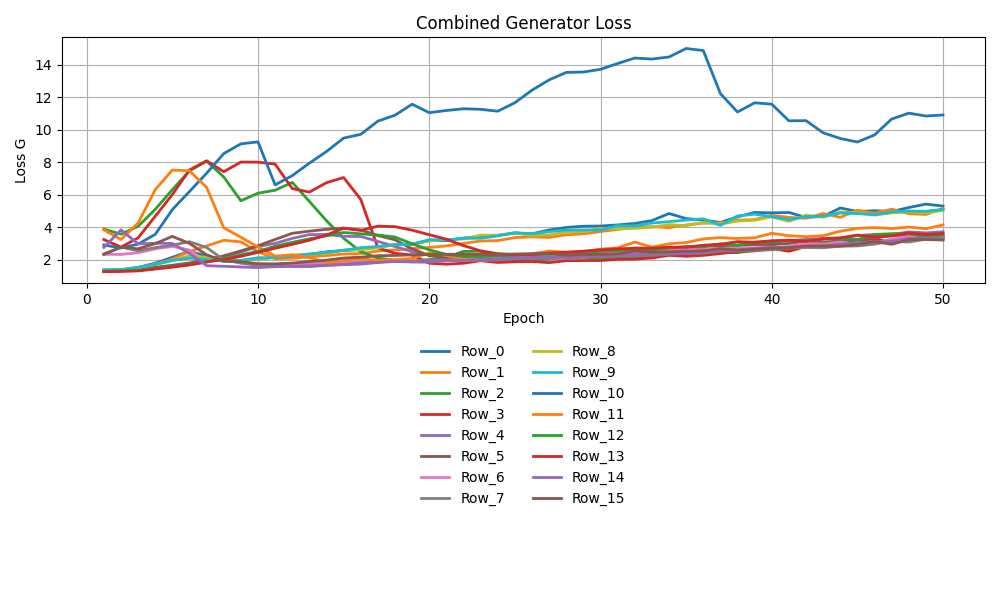 Combined Generator Loss
14
12
10
8
6
4
2
Loss G
0 10 20 30 40 50
Epoch
Row_0 Row_8
Row_1 Row_9
Row_2 Row_10
Row_3 Row_11
Row_4 Row_12
Row_5 Row_13
Row_6 Row_14
Row_7 Row_15